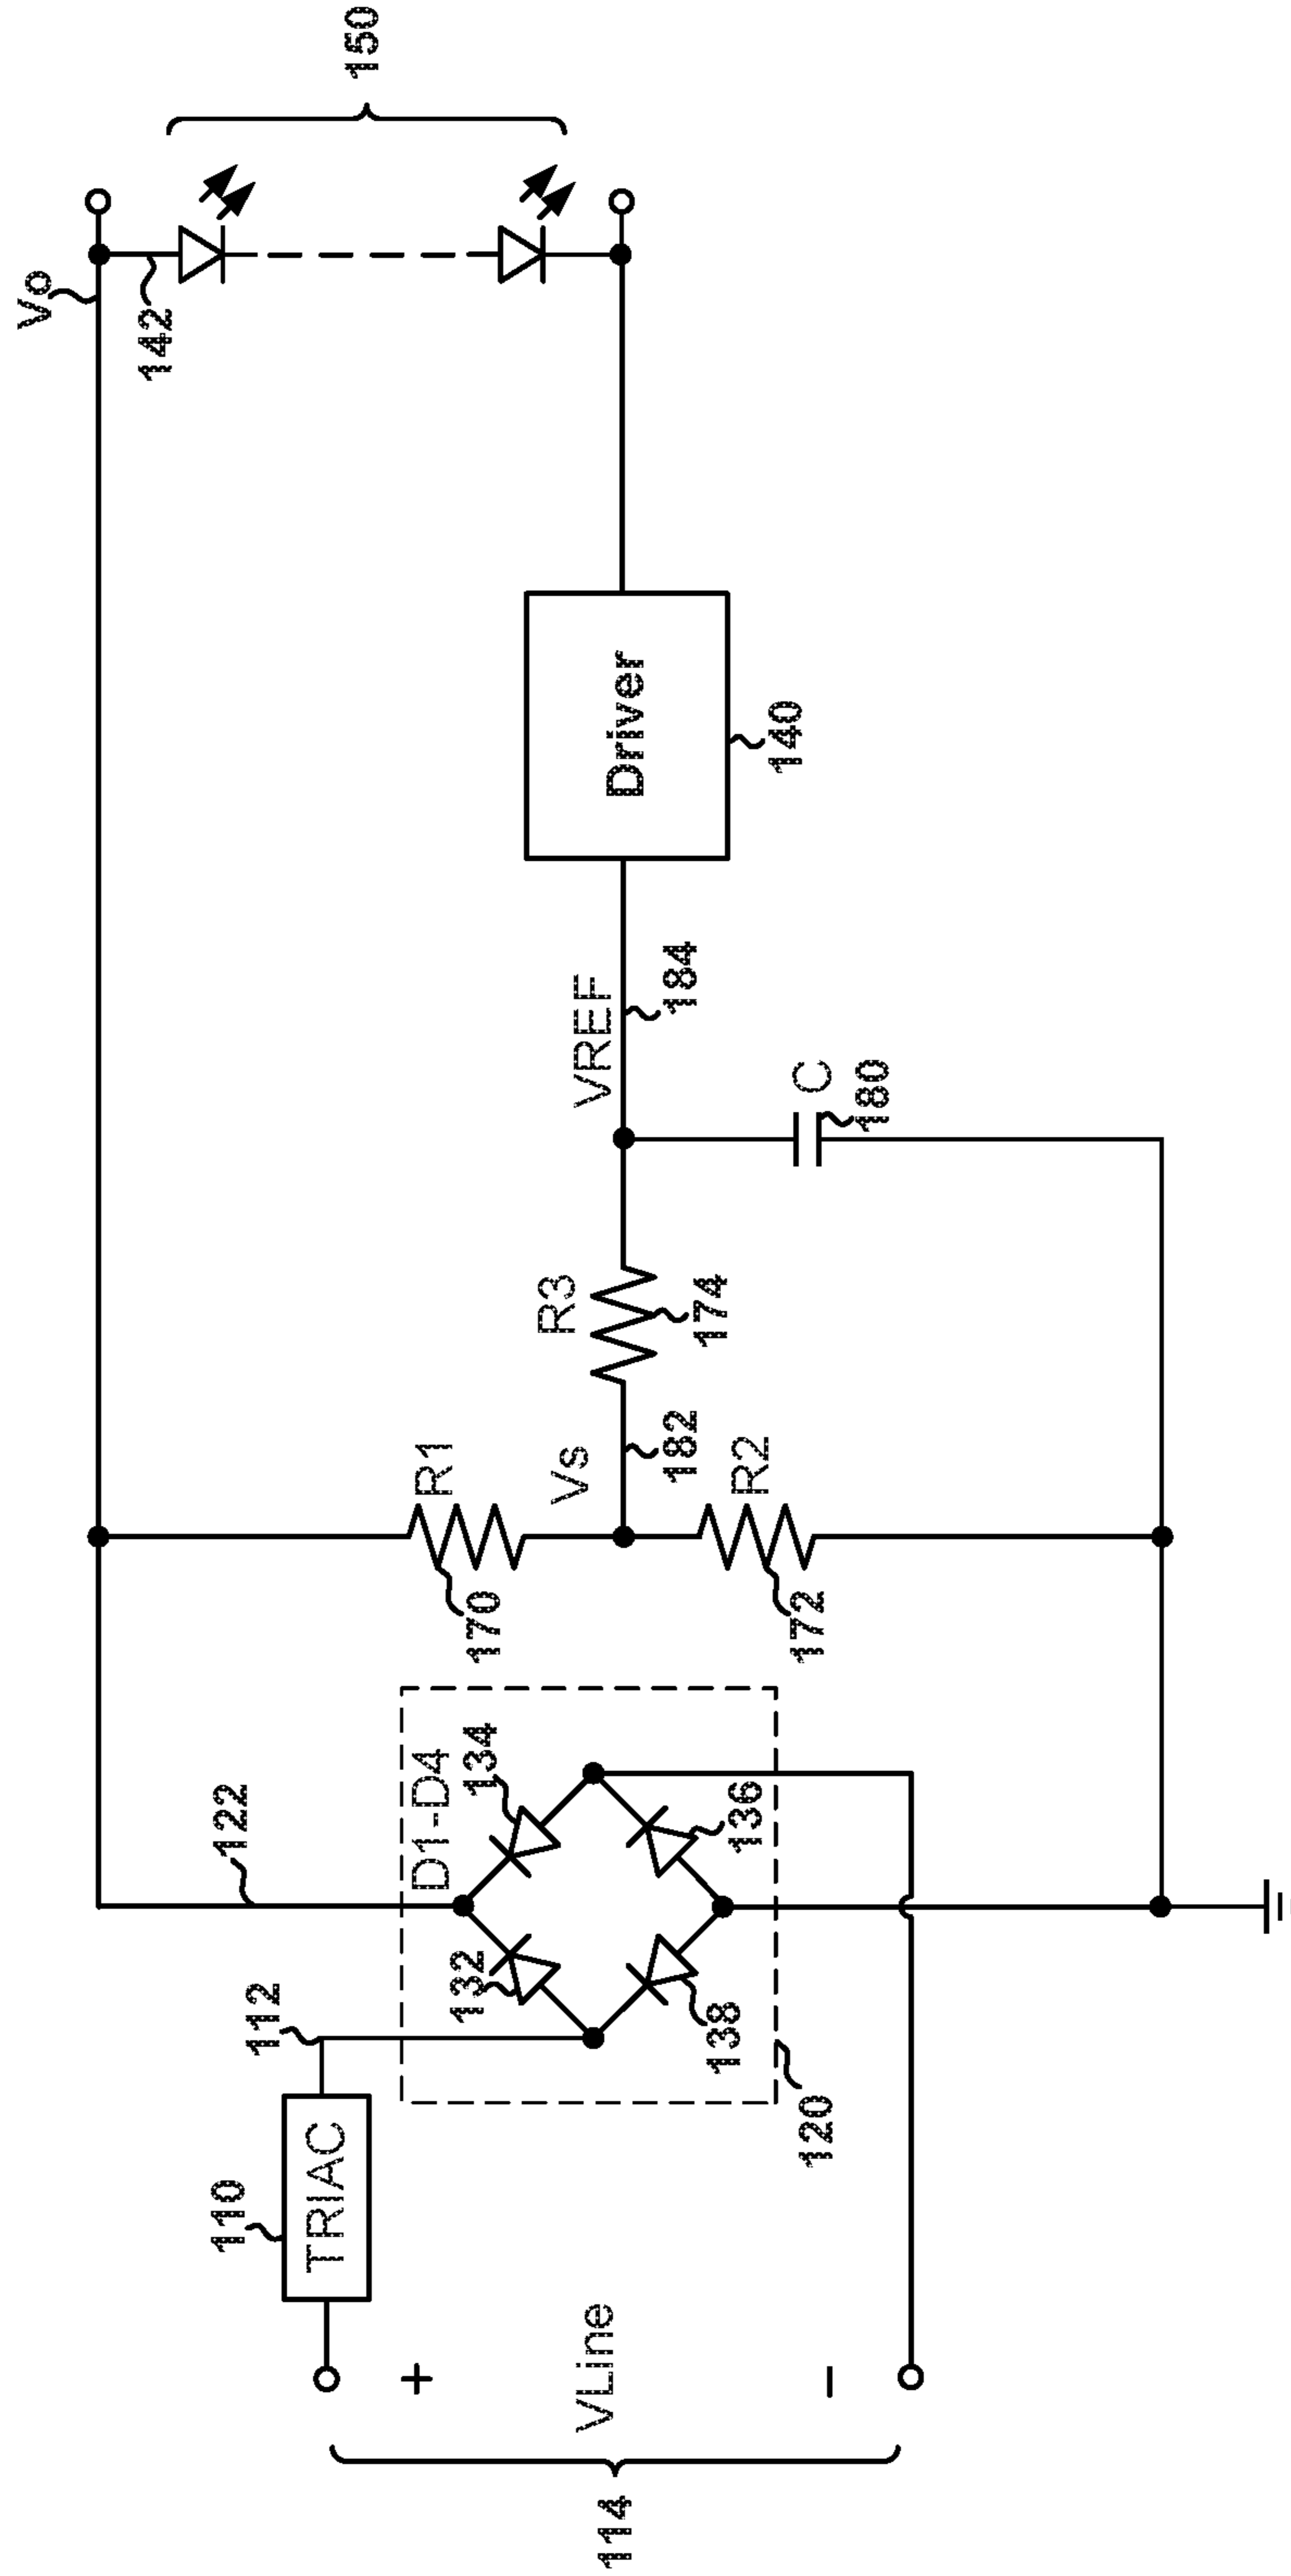 114
VLine
+
–
110
TRIAC
112
122
120
D1-D4
132
134
136
138
170
R1
172
R2
Vs
182
R3
174
VREF
184
C
180
Driver
140
Vo
142
150